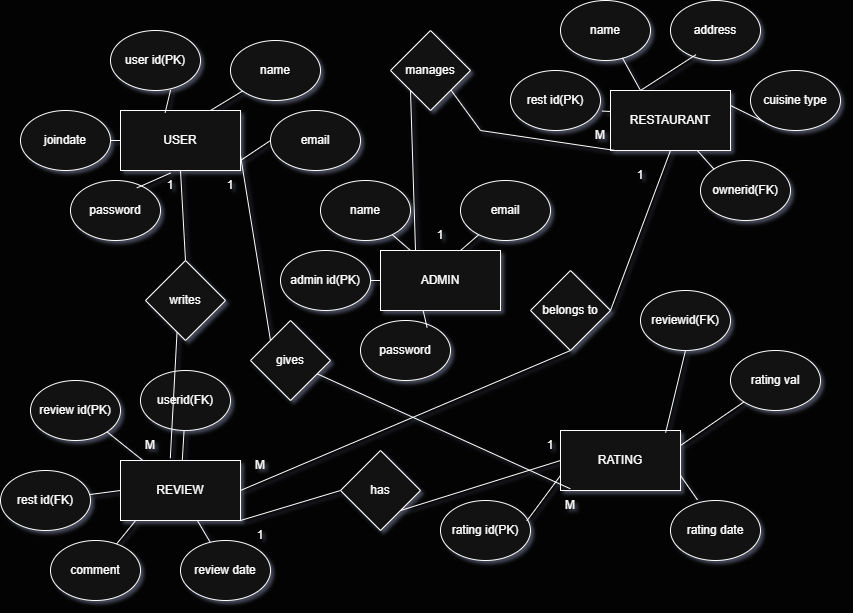 name
address
user id(PK)
name
manages
rest id(PK)
RESTAURANT
cuisine type
joindate
USER
email
M
password
1
1
1
ownerid(FK)
name
email
1
admin id(PK)
ADMIN
writes
belongs to
reviewid(FK)
gives
password
rating val
review id(PK)
userid(FK)
M
1
M
RATING
rest id(FK)
REVIEW
has
M
1
rating id(PK)
rating date
comment
review date